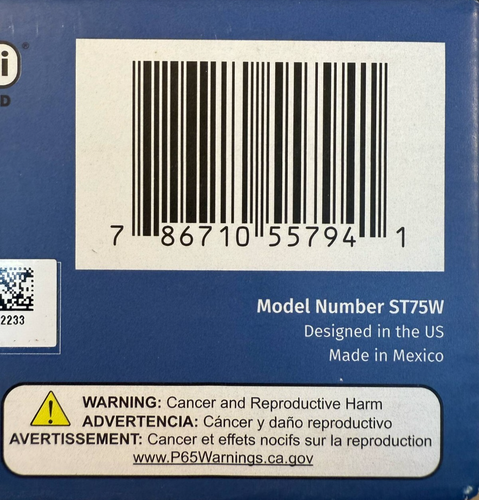 i®
D
7 86710 55794 1
2233
Model Number ST75W
Designed in the US
Made in Mexico
WARNING: Cancer and Reproductive Harm
ADVERTENCIA: Cáncer y daño reproductivo
AVERTISSEMENT: Cancer et effets nocifs sur la reproduction
www.P65Warnings.ca.gov